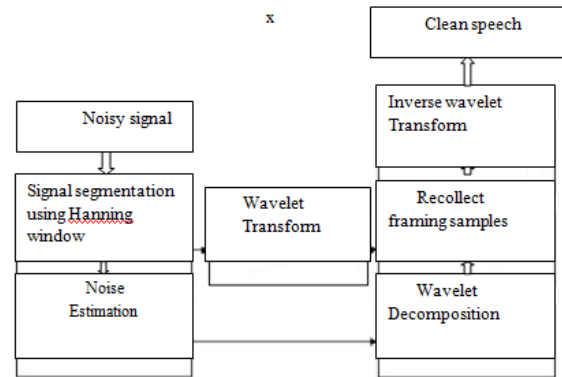 x
Clean speech
Noisy signal
Inverse wavelet
Transform
Signal segmentation
using Hanning
window
Wavelet
Transform
Recollect
framing samples
Noise
Estimation
Wavelet
Decomposition